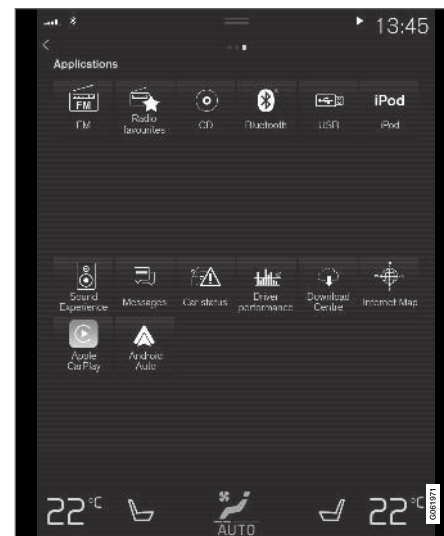 13:45
Applications
FM
FM
Radio
favourites
CD
Bluetooth
USB
iPod
iPod
Sound
Experience
Messages
Car status
Driver
performance
Download
Centre
Internet Map
Apple
CarPlay
Android
Auto
22°C
AUTO
22°C
G061971